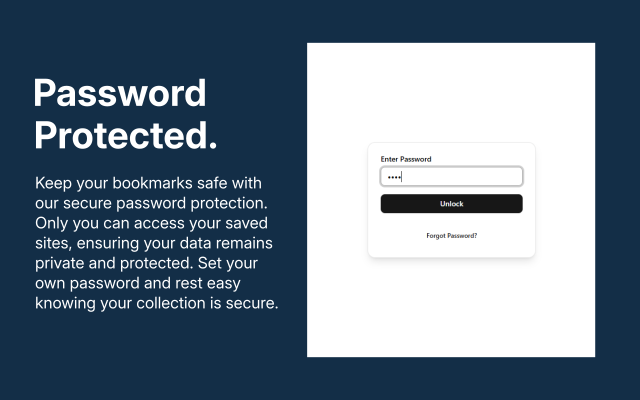 Password
Protected.
Keep your bookmarks safe with
our secure password protection.
Only you can access your saved
sites, ensuring your data remains
private and protected. Set your
own password and rest easy
knowing your collection is secure.
Enter Password
••••
Unlock
Forgot Password?